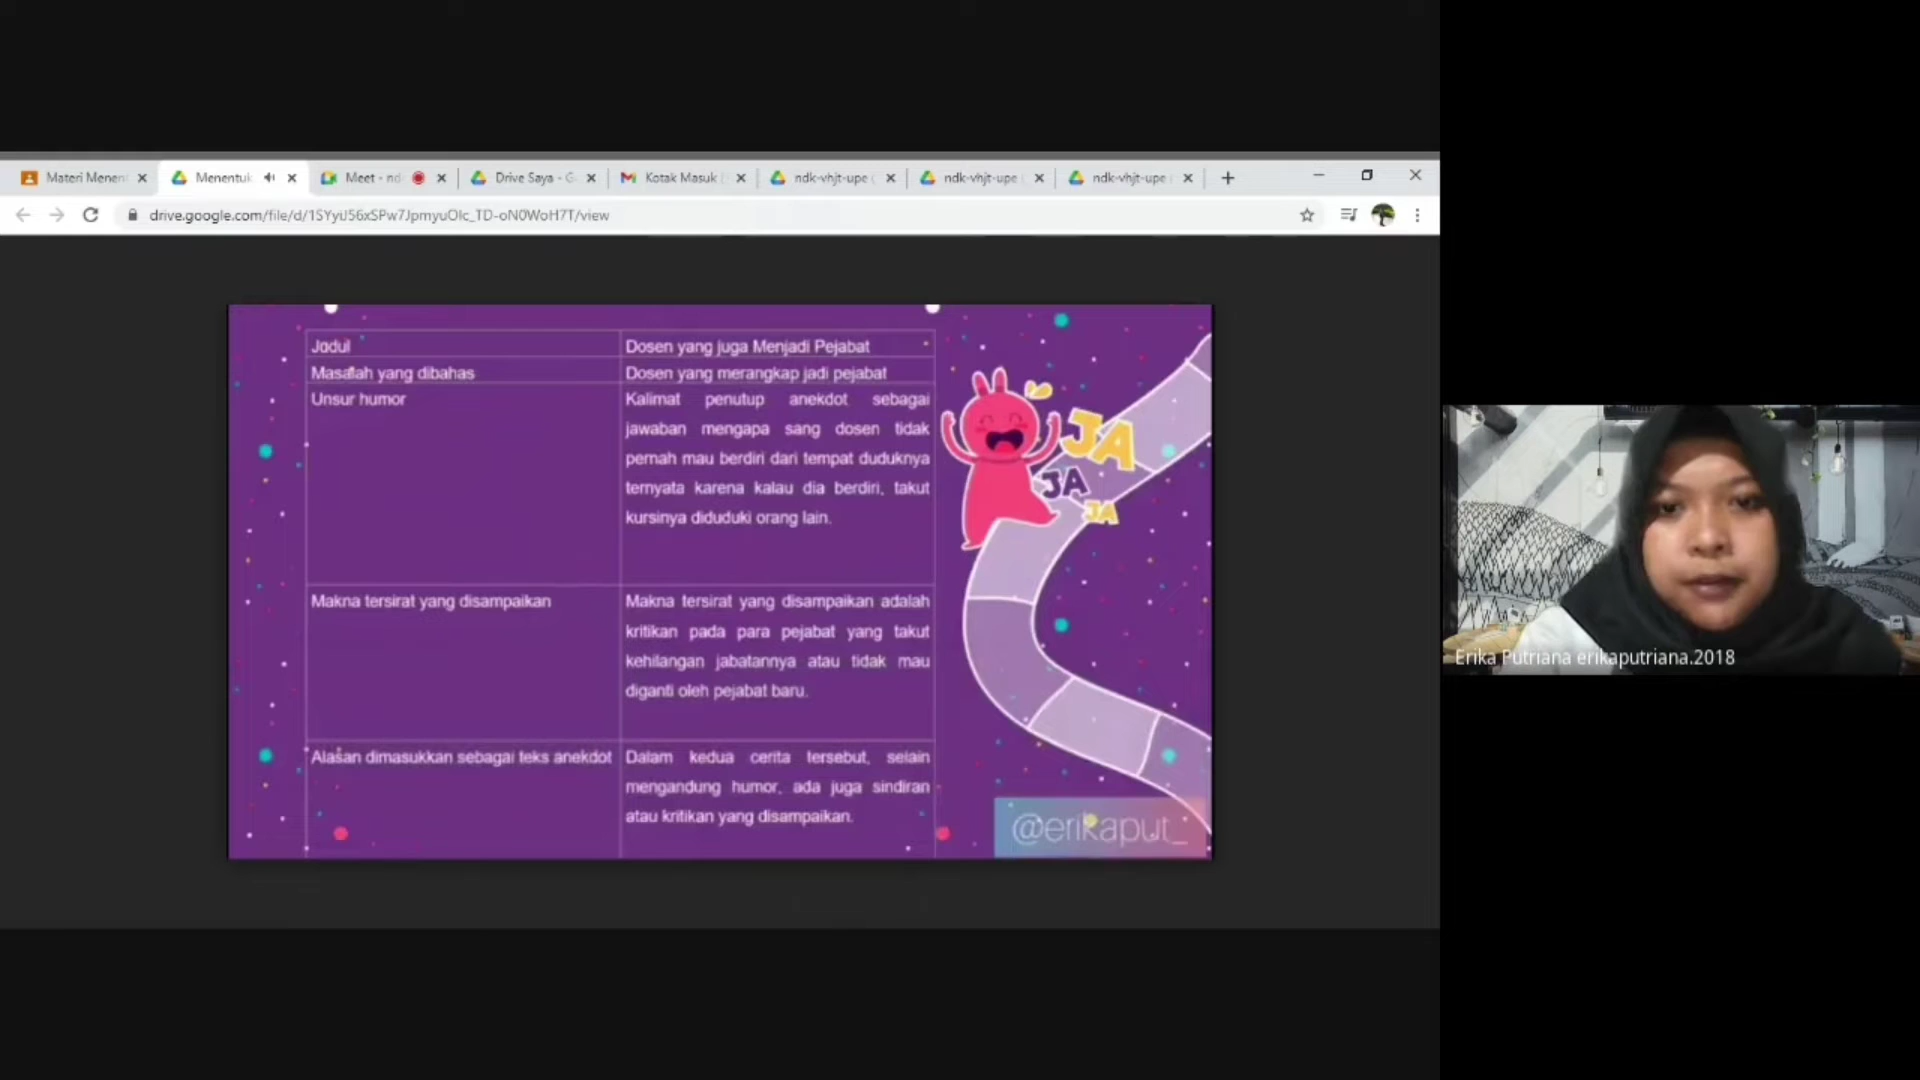 Materi Menen
Menentuk
Meet - nd
Drive Saya - G
Kotak Masuk
ndk-vhjt-upe
ndk-vhjt-upe
ndk-vhjt-upe
drive.google.com/file/d/1SYyU56xSPw7JpmyuOlc_TD-oN0WoH7T/view
Judul
Dosen yang juga Menjadi Pejabat
Masalah yang dibahas
Dosen yang merangkap jadi pejabat
Unsur humor
Kalimat penutup anekdot sebagai
jawaban mengapa sang dosen tidak
pernah mau berdiri dari tempat duduknya
ternyata karena kalau dia berdiri, takut
kursinya diduduki orang lain.
Makna tersirat yang disampaikan
Makna tersirat yang disampaikan adalah
kritikan pada para pejabat yang takut
kehilangan jabatannya atau tidak mau
diganti oleh pejabat baru.
Alasan dimasukkan sebagai teks anekdot
Dalam kedua cerita tersebut, selain
mengandung humor, ada juga sindiran
atau kritikan yang disampaikan.
JA
JA
JA
@erikaput_
Erika Putriana erikaputriana.2018